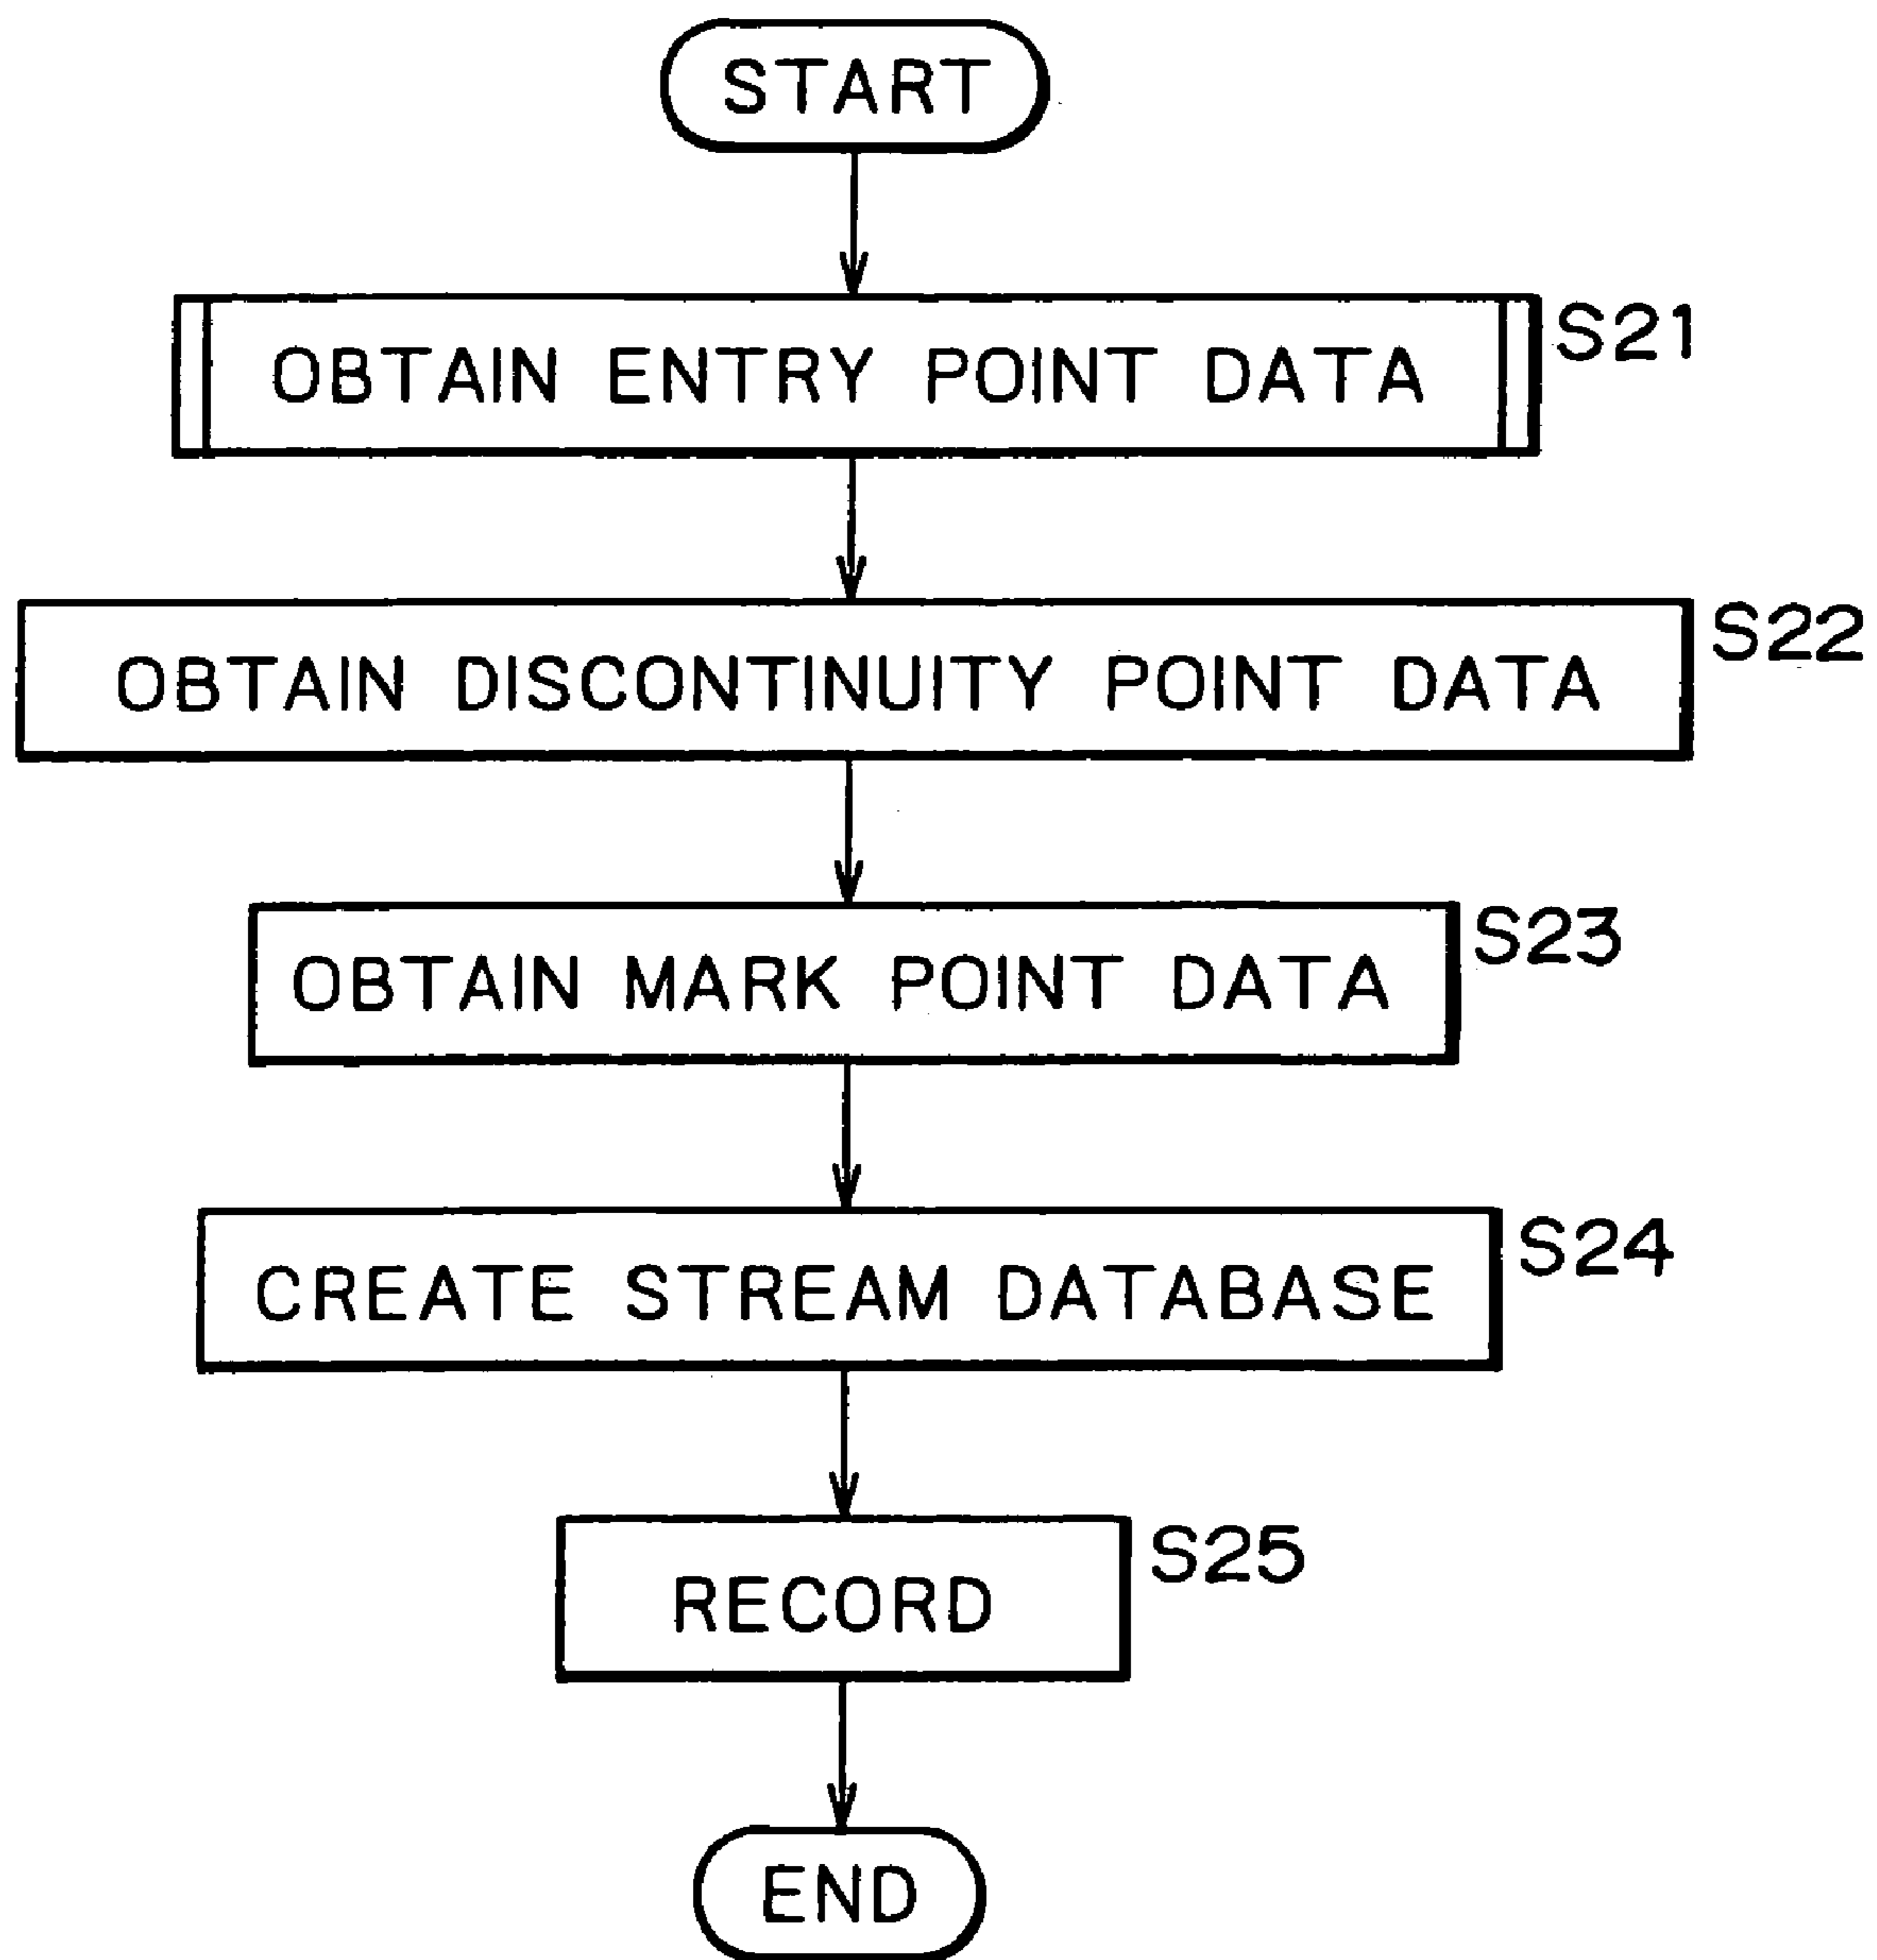 START
OBTAIN ENTRY POINT DATA
S21
OBTAIN DISCONTINUITY POINT DATA
S22
OBTAIN MARK POINT DATA
S23
CREATE STREAM DATABASE
S24
RECORD
S25
END